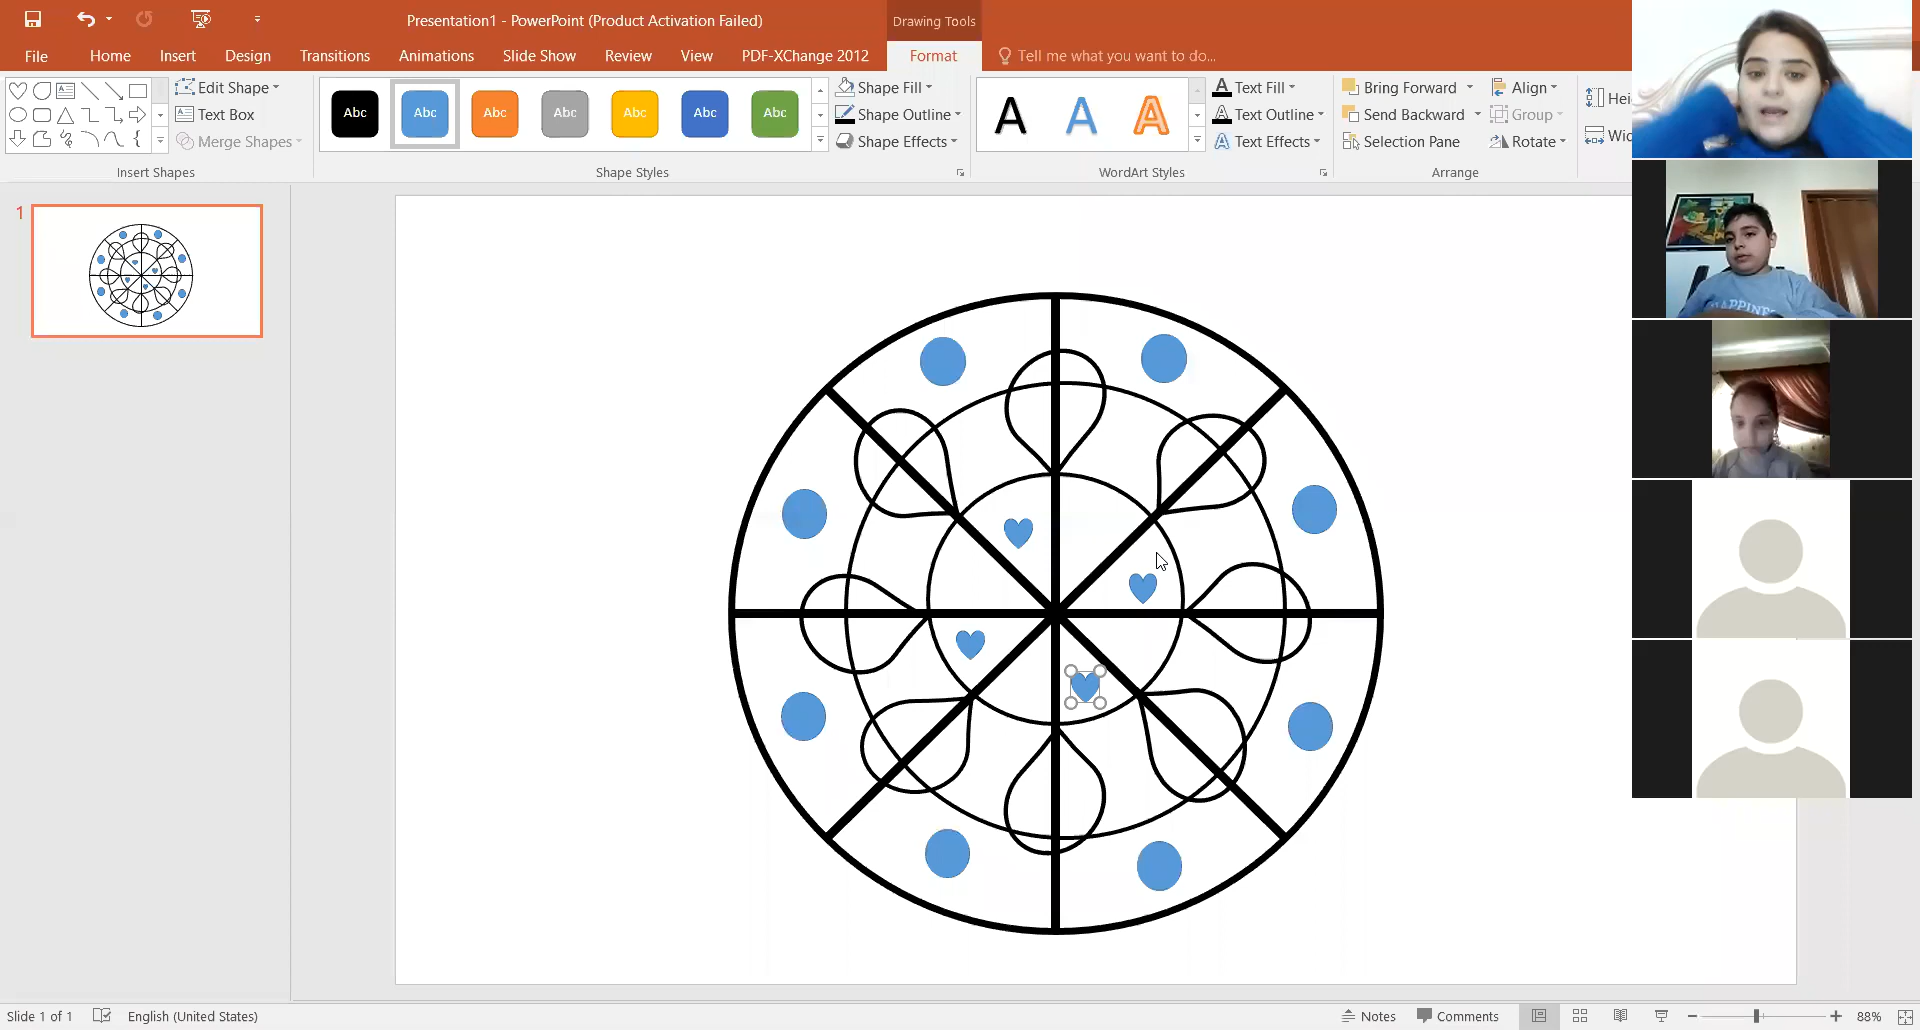 Presentation1 - PowerPoint (Product Activation Failed)
Drawing Tools
File Home Insert Design Transitions Animations Slide Show Review View PDF-XChange 2012 Format Tell me what you want to do...
Edit Shape
Text Box
Merge Shapes
Insert Shapes
Abc Abc Abc Abc Abc Abc Abc
Shape Fill
Shape Outline
Shape Effects
Shape Styles
A A A
Text Fill
Text Outline
Text Effects
WordArt Styles
Bring Forward
Send Backward
Selection Pane
Align
Group
Rotate
Arrange
Hei
Wid
1
HAPPINE
Slide 1 of 1 English (United States) Notes Comments 88%